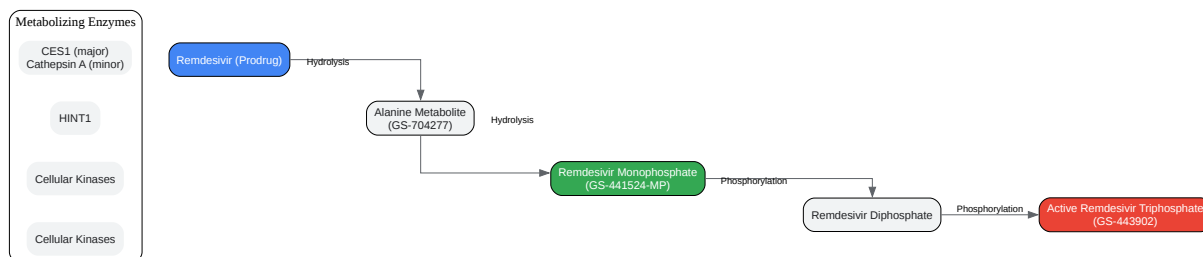 Metabolizing Enzymes
CES1 (major)
Cathepsin A (minor)
HINT1
Cellular Kinases
Cellular Kinases
Remdesivir (Prodrug)
Hydrolysis
Alanine Metabolite
(GS-704277)
Hydrolysis
Remdesivir Monophosphate
(GS-441524-MP)
Phosphorylation
Remdesivir Diphosphate
Phosphorylation
Active Remdesivir Triphosphate
(GS-443902)